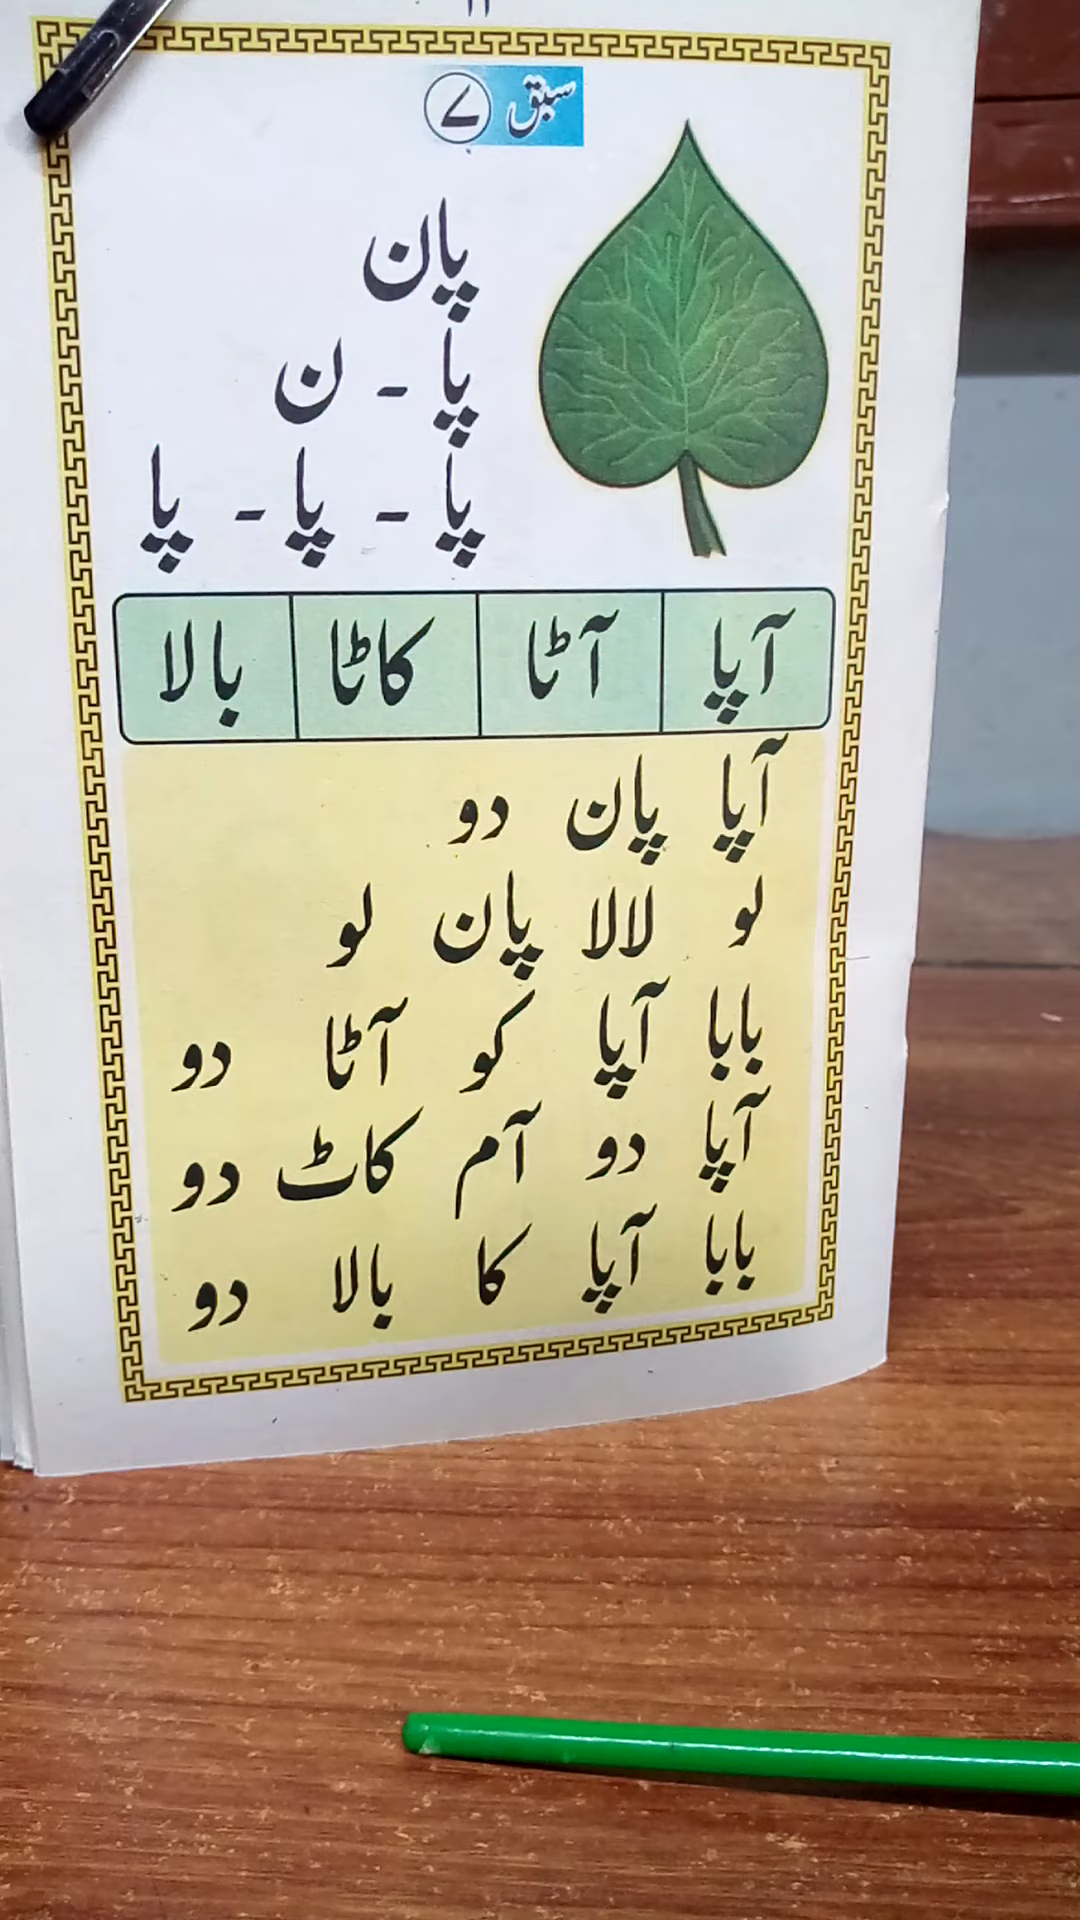 ۱۱
سبق ۷
پان
پا - ن
پا - پا - پا
آپا آٹا کاٹا بالا
آپا پان دو
لو لالا پان لو
بابا آپا کو آٹا دو
آپا دو آم کاٹ دو
بابا آپا کا بالا دو